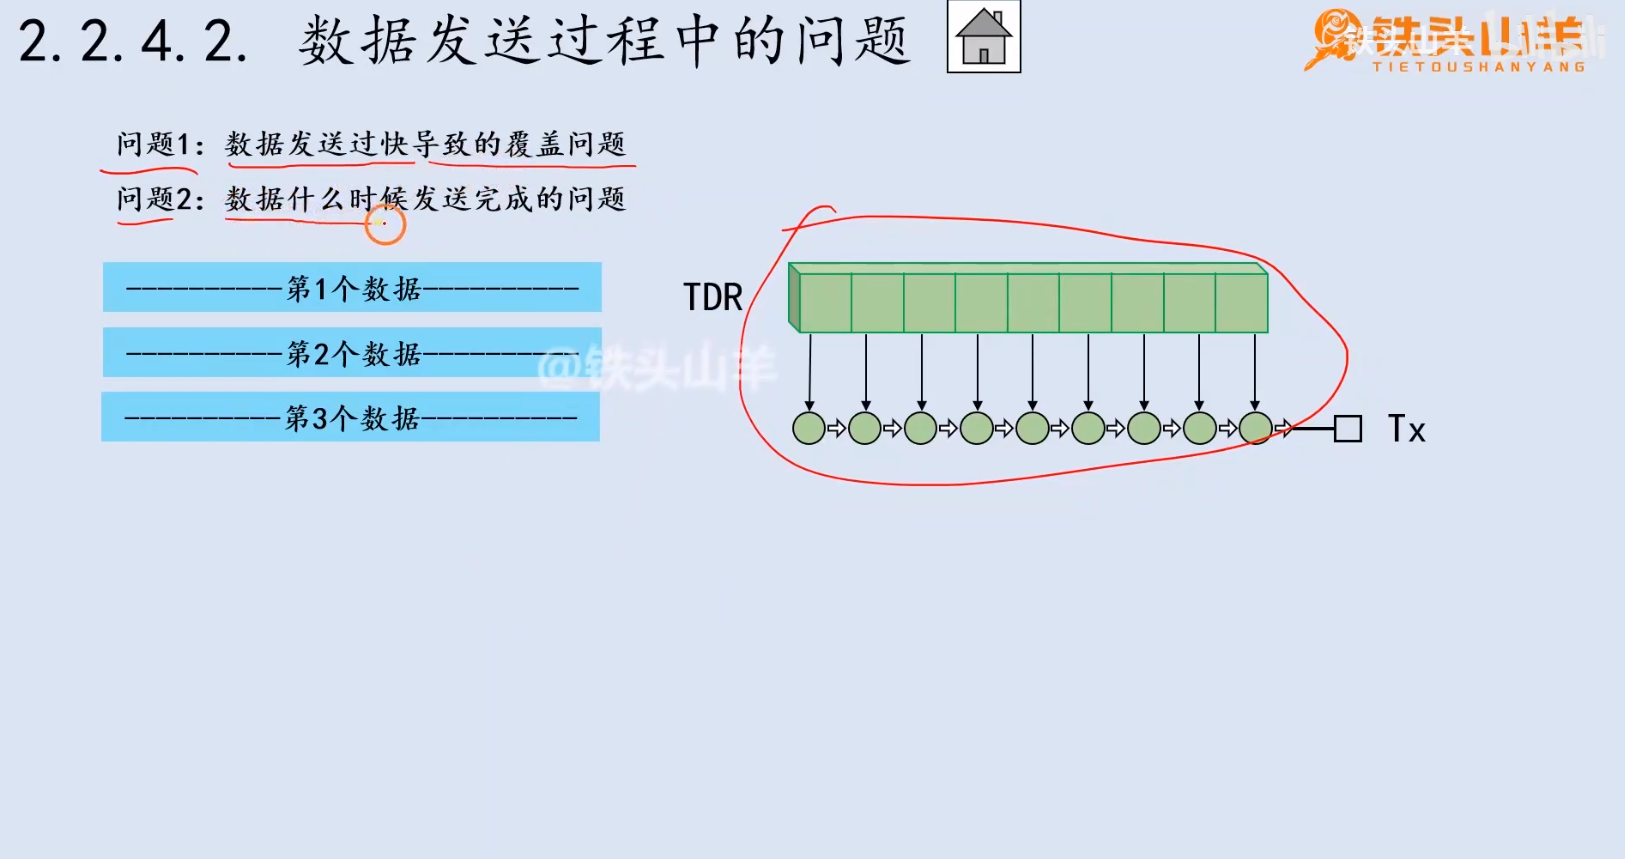 2.2.4.2. 数据发送过程中的问题
铁头山羊
TIETOUSHANYANG
问题1：数据发送过快导致的覆盖问题
问题2：数据什么时候发送完成的问题
----------第1个数据----------
----------第2个数据----------
----------第3个数据----------
@铁头山羊
TDR
Tx